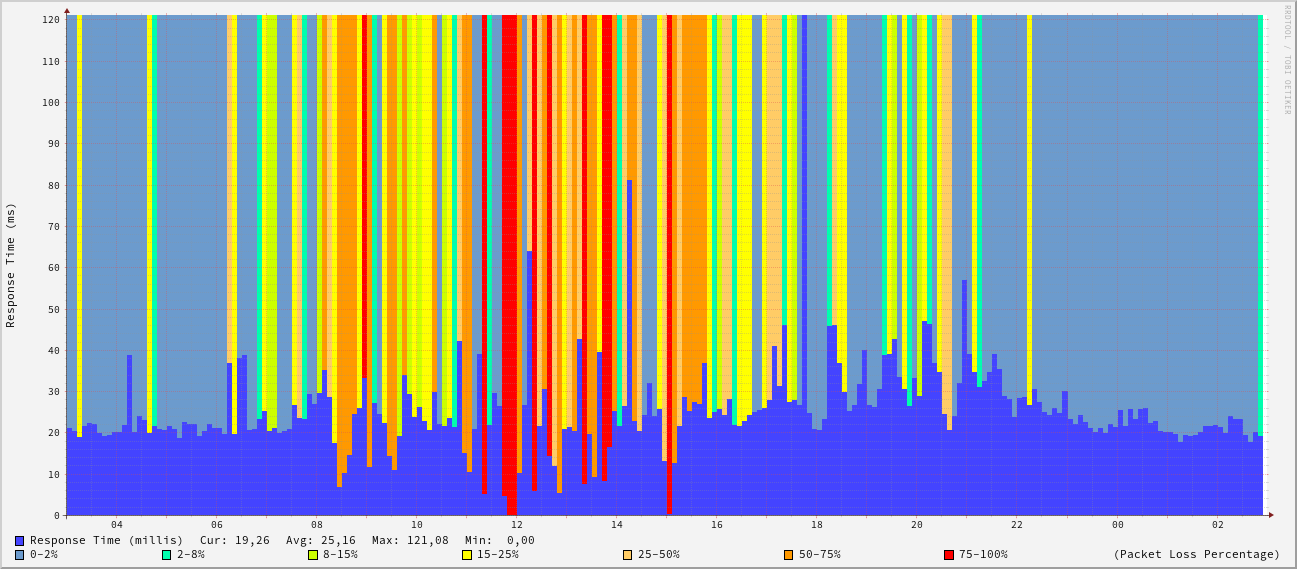 RRDTOOL / TOBI OETIKER
Response Time (ms)
120
110
100
90
80
70
60
50
40
30
20
10
0
04 06 08 10 12 14 16 18 20 22 00 02
Response Time (millis) Cur: 19,26 Avg: 25,16 Max: 121,08 Min: 0,00
0-2% 2-8% 8-15% 15-25% 25-50% 50-75% 75-100% (Packet Loss Percentage)